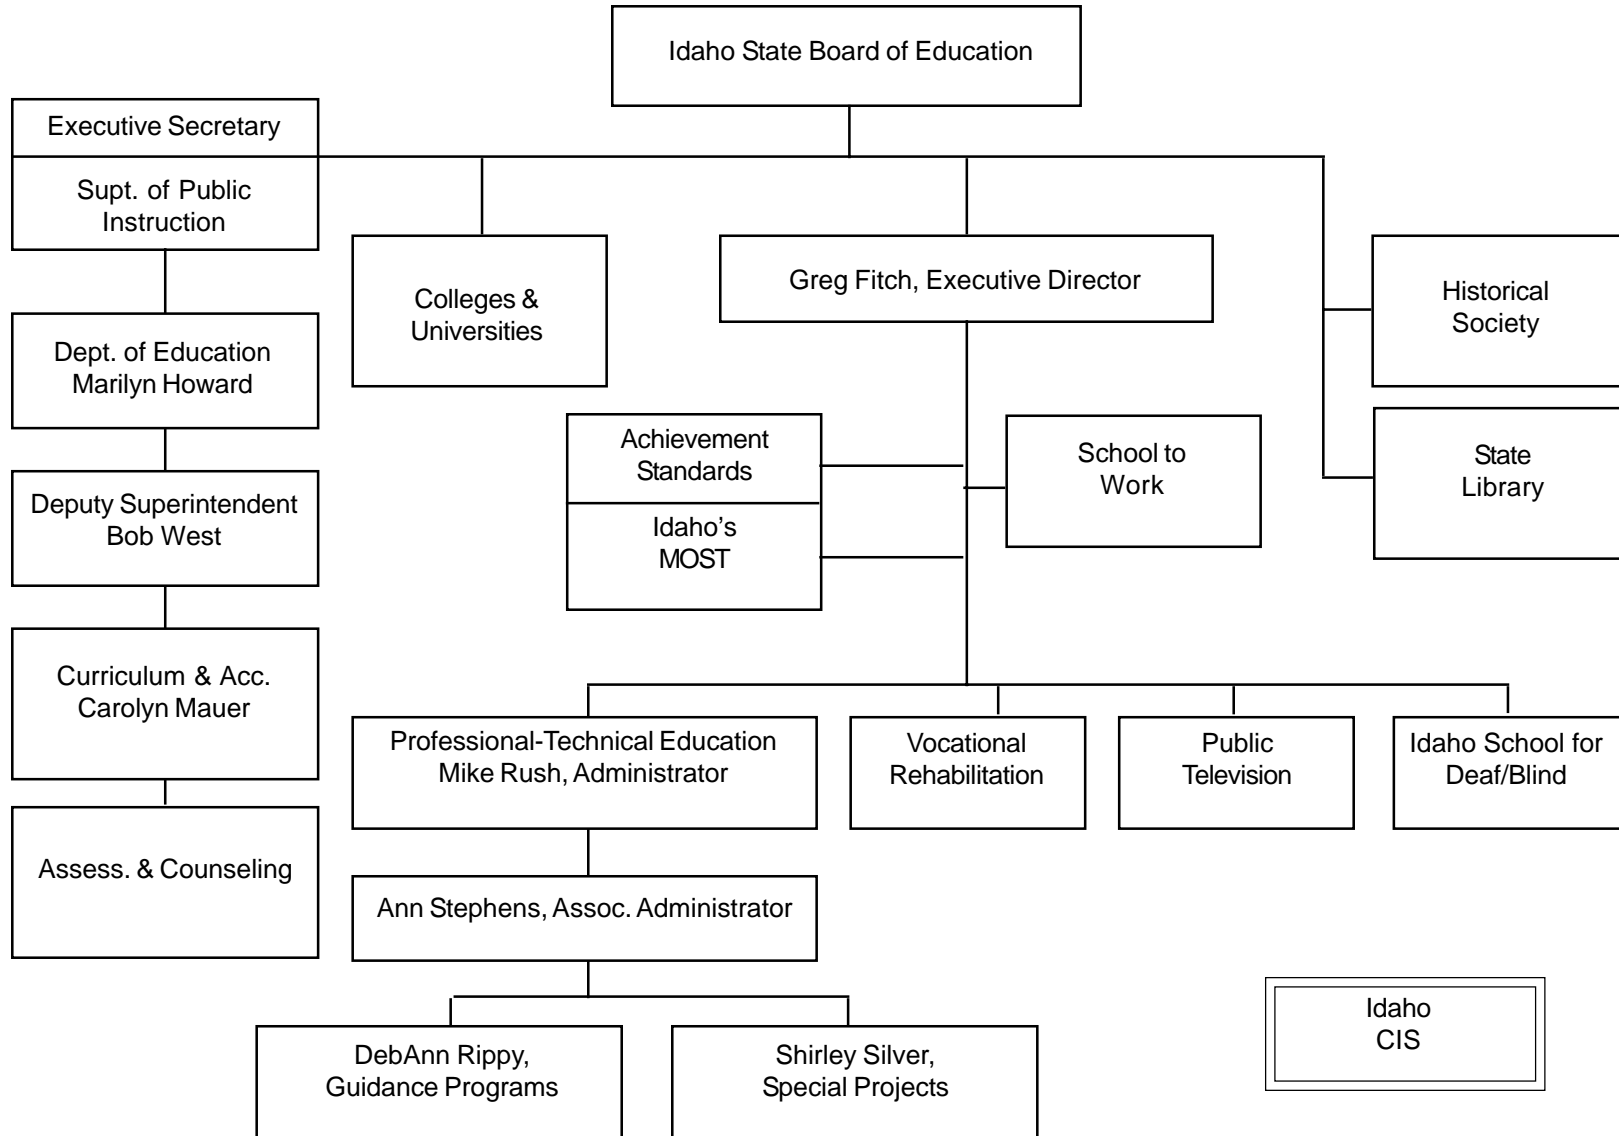 Idaho State Board of Education
Executive Secretary
Supt. of Public
Instruction
Colleges &
Universities
Greg Fitch, Executive Director
Historical
Society
Dept. of Education
Marilyn Howard
Achievement
Standards
Idaho's
MOST
School to
Work
State
Library
Deputy Superintendent
Bob West
Curriculum & Acc.
Carolyn Mauer
Professional-Technical Education
Mike Rush, Administrator
Vocational
Rehabilitation
Public
Television
Idaho School for
Deaf/Blind
Assess. & Counseling
Ann Stephens, Assoc. Administrator
DebAnn Rippy,
Guidance Programs
Shirley Silver,
Special Projects
Idaho
CIS